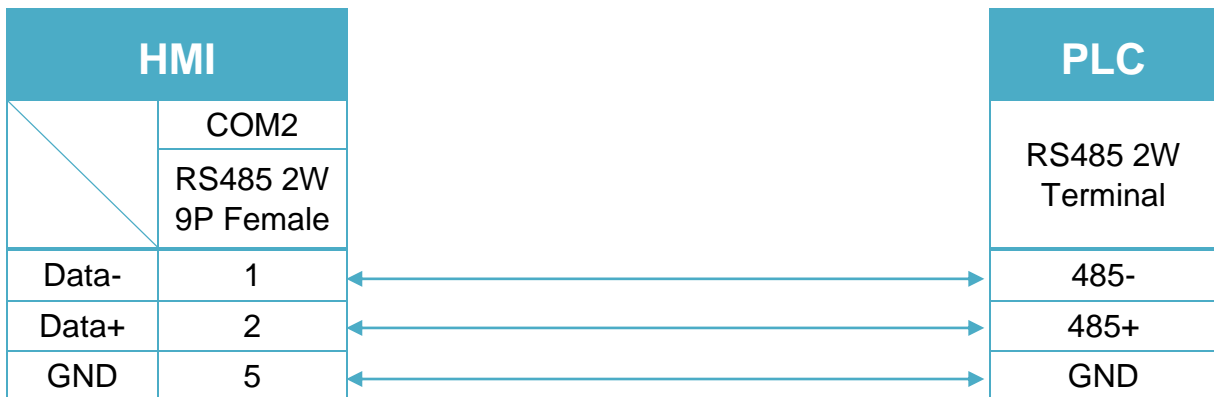 HMI
PLC
COM2
RS485 2W
9P Female
RS485 2W
Terminal
Data- 1 485-
Data+ 2 485+
GND 5 GND